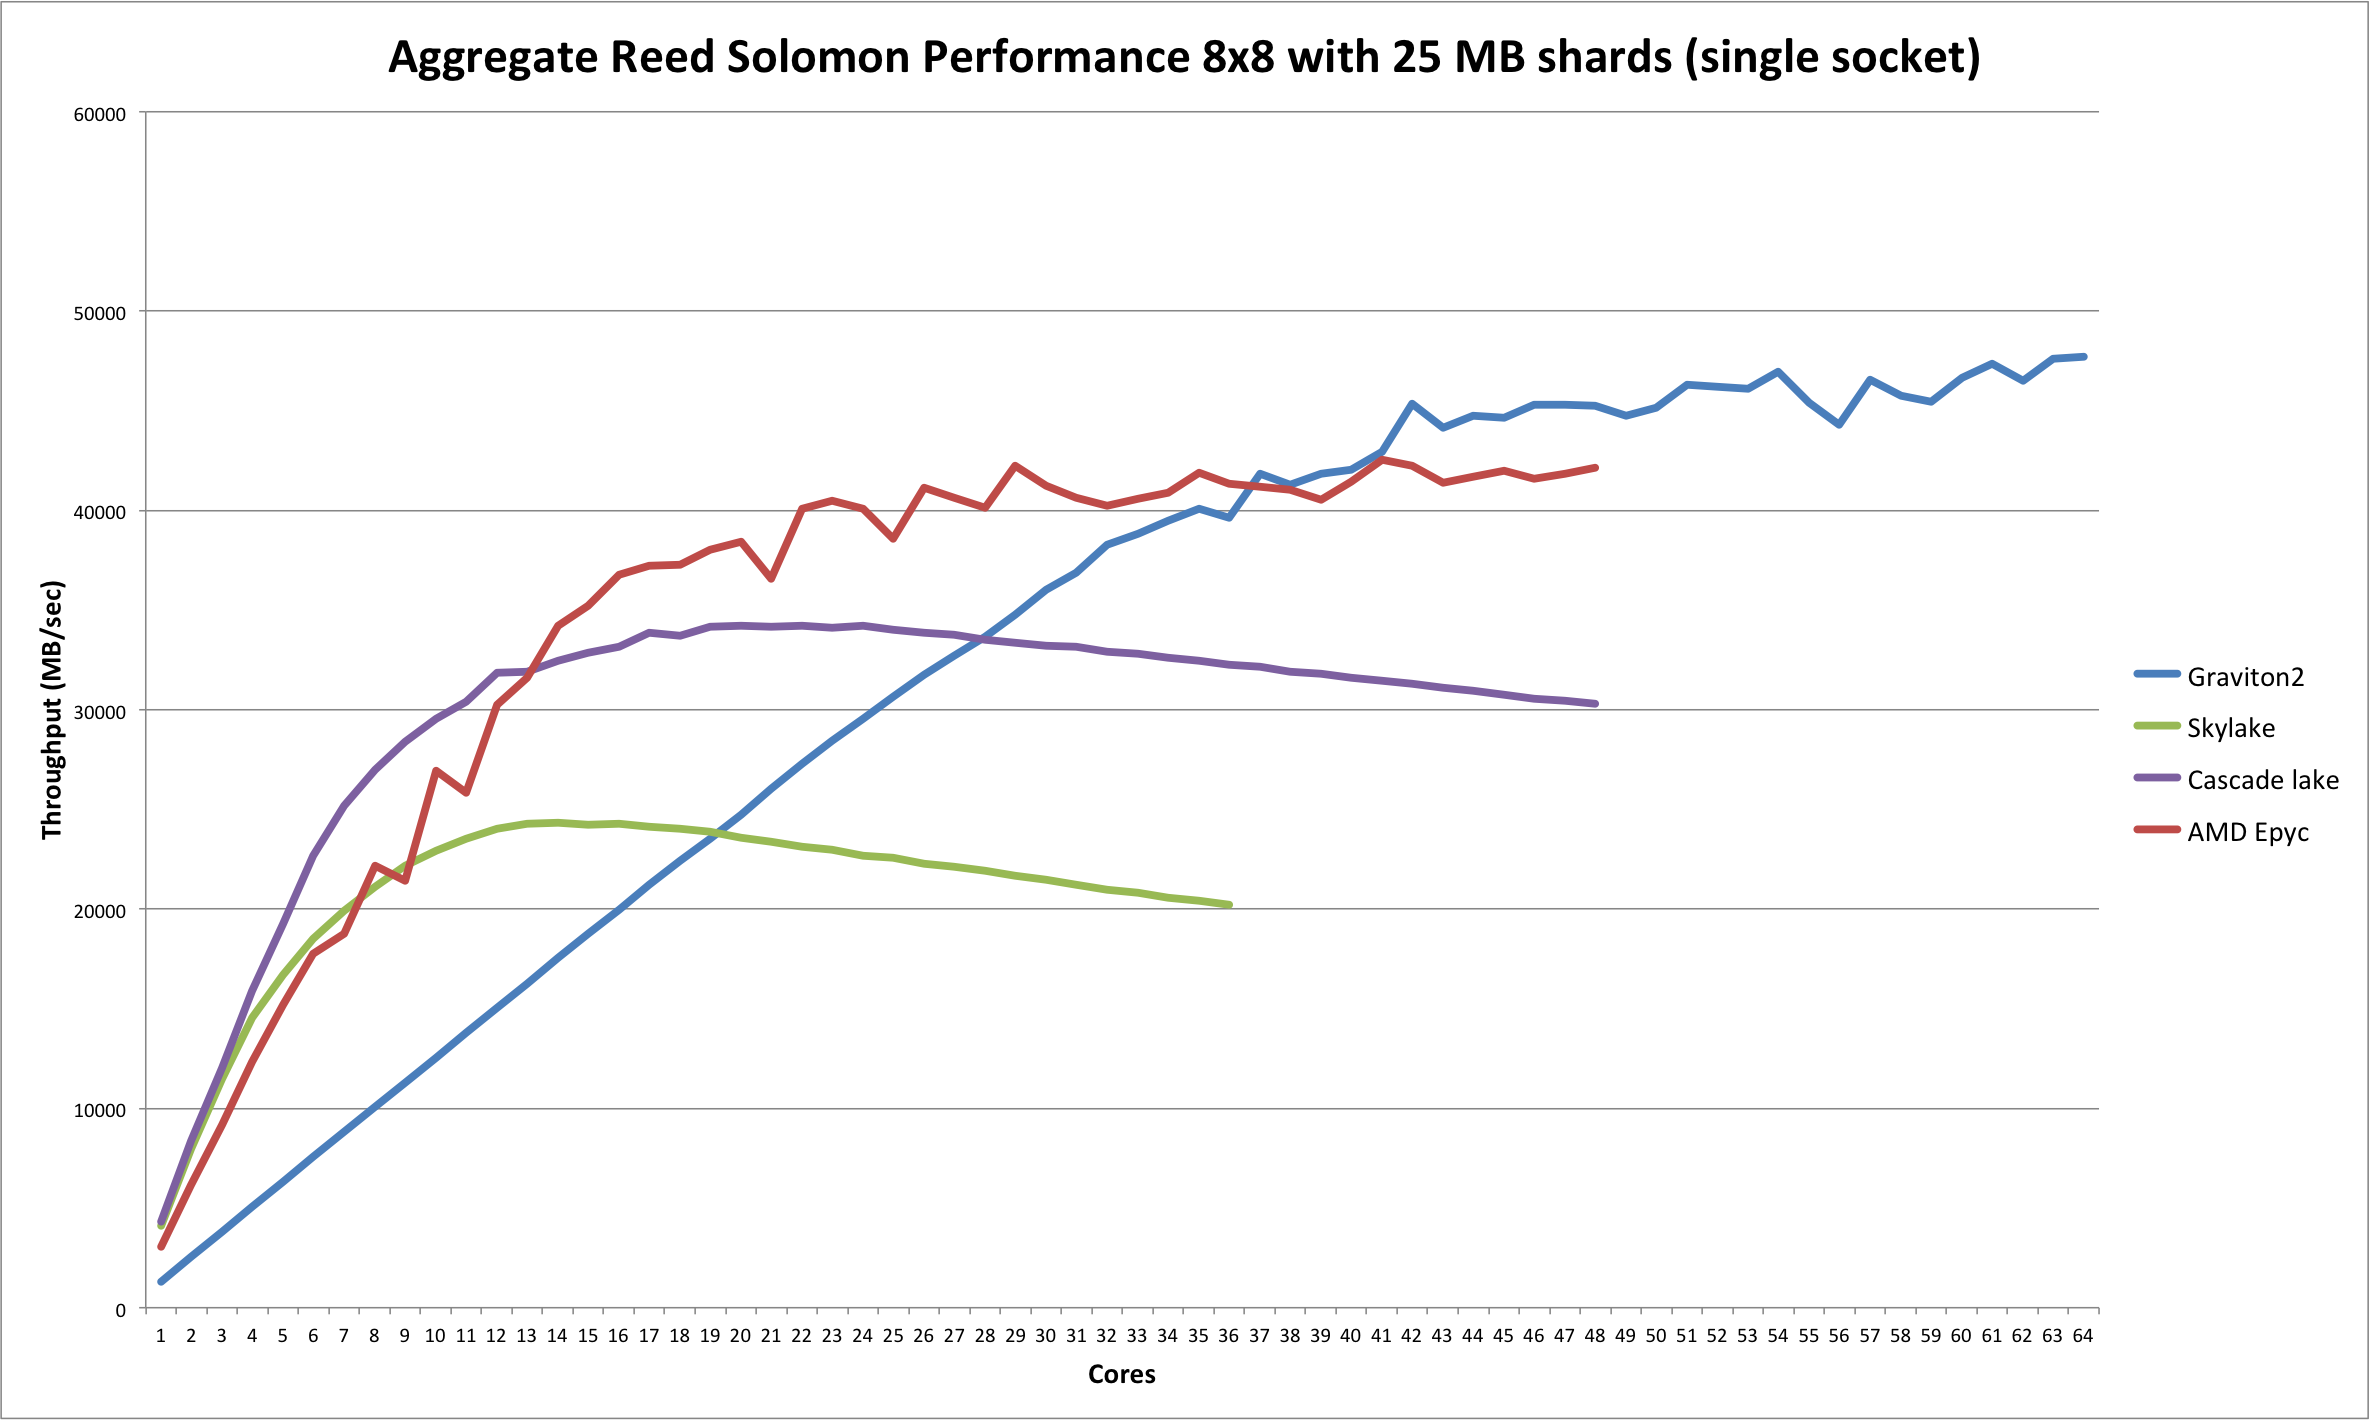 Aggregate Reed Solomon Performance 8x8 with 25 MB shards (single socket)
60000
50000
40000
30000
20000
10000
0
Throughput (MB/sec)
1 2 3 4 5 6 7 8 9 10 11 12 13 14 15 16 17 18 19 20 21 22 23 24 25 26 27 28 29 30 31 32 33 34 35 36 37 38 39 40 41 42 43 44 45 46 47 48 49 50 51 52 53 54 55 56 57 58 59 60 61 62 63 64
Cores
Graviton2
Skylake
Cascade lake
AMD Epyc